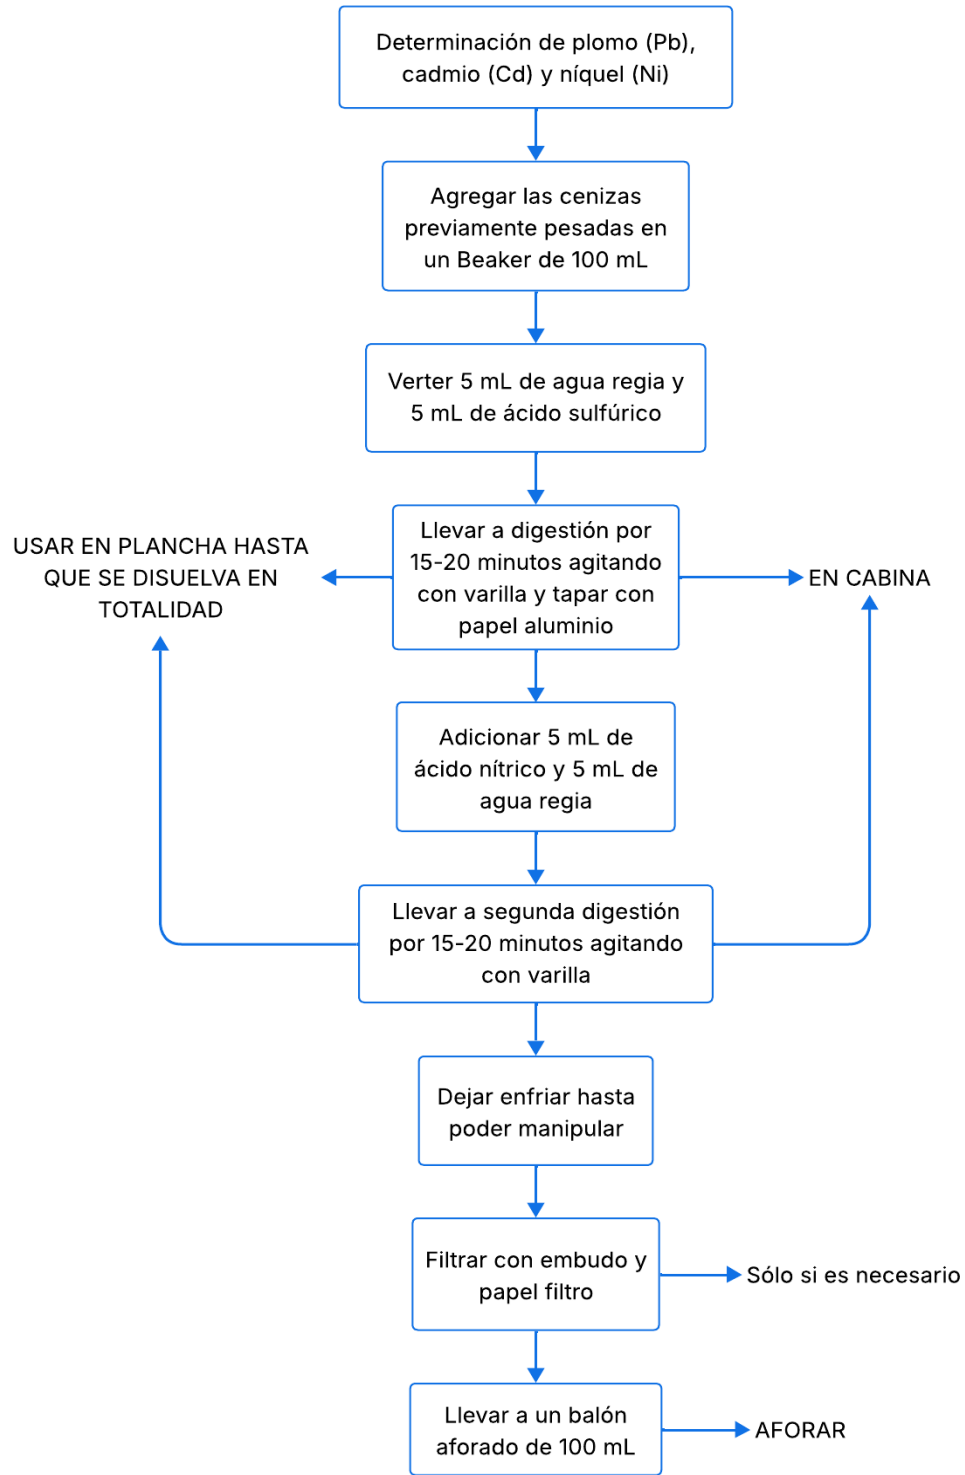 Determinación de plomo (Pb),
cadmio (Cd) y níquel (Ni)
Agregar las cenizas
previamente pesadas en
un Beaker de 100 mL
Verter 5 mL de agua regia y
5 mL de ácido sulfúrico
Llevar a digestión por
15-20 minutos agitando
con varilla y tapar con
papel aluminio
USAR EN PLANCHA HASTA
QUE SE DISUELVA EN
TOTALIDAD
EN CABINA
Adicionar 5 mL de
ácido nítrico y 5 mL de
agua regia
Llevar a segunda digestión
por 15-20 minutos agitando
con varilla
Dejar enfriar hasta
poder manipular
Filtrar con embudo y
papel filtro
Sólo si es necesario
Llevar a un balón
aforado de 100 mL
AFORAR